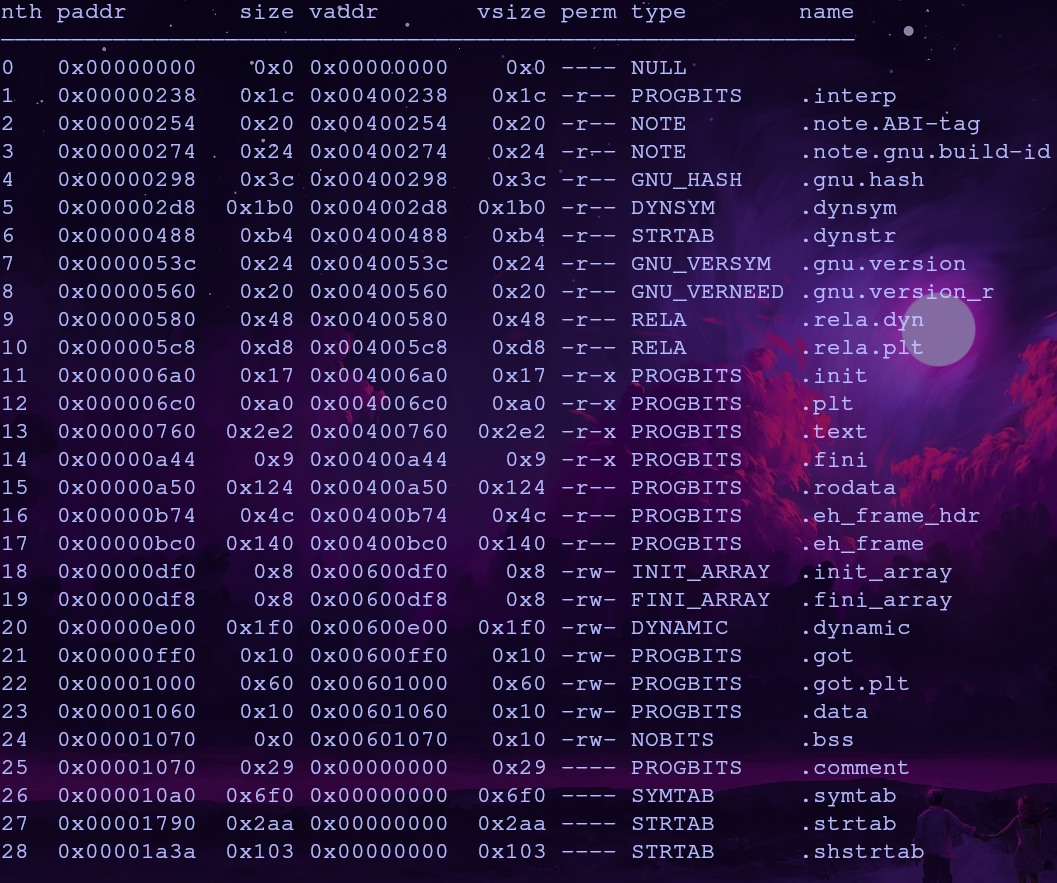 nth paddr size vaddr vsize perm type name
0 0x00000000 0x0 0x00000000 0x0 ---- NULL
1 0x00000238 0x1c 0x00400238 0x1c -r-- PROGBITS .interp
2 0x00000254 0x20 0x00400254 0x20 -r-- NOTE .note.ABI-tag
3 0x00000274 0x24 0x00400274 0x24 -r-- NOTE .note.gnu.build-id
4 0x00000298 0x3c 0x00400298 0x3c -r-- GNU_HASH .gnu.hash
5 0x000002d8 0x1b0 0x004002d8 0x1b0 -r-- DYNSYM .dynsym
6 0x00000488 0xb4 0x00400488 0xb4 -r-- STRTAB .dynstr
7 0x0000053c 0x24 0x0040053c 0x24 -r-- GNU_VERSYM .gnu.version
8 0x00000560 0x20 0x00400560 0x20 -r-- GNU_VERNEED .gnu.version_r
9 0x00000580 0x48 0x00400580 0x48 -r-- RELA .rela.dyn
10 0x000005c8 0xd8 0x004005c8 0xd8 -r-- RELA .rela.plt
11 0x000006a0 0x17 0x004006a0 0x17 -r-x PROGBITS .init
12 0x000006c0 0xa0 0x004006c0 0xa0 -r-x PROGBITS .plt
13 0x00000760 0x2e2 0x00400760 0x2e2 -r-x PROGBITS .text
14 0x00000a44 0x9 0x00400a44 0x9 -r-x PROGBITS .fini
15 0x00000a50 0x124 0x00400a50 0x124 -r-- PROGBITS .rodata
16 0x00000b74 0x4c 0x00400b74 0x4c -r-- PROGBITS .eh_frame_hdr
17 0x00000bc0 0x140 0x00400bc0 0x140 -r-- PROGBITS .eh_frame
18 0x00000df0 0x8 0x00600df0 0x8 -rw- INIT_ARRAY .init_array
19 0x00000df8 0x8 0x00600df8 0x8 -rw- FINI_ARRAY .fini_array
20 0x00000e00 0x1f0 0x00600e00 0x1f0 -rw- DYNAMIC .dynamic
21 0x00000ff0 0x10 0x00600ff0 0x10 -rw- PROGBITS .got
22 0x00001000 0x60 0x00601000 0x60 -rw- PROGBITS .got.plt
23 0x00001060 0x10 0x00601060 0x10 -rw- PROGBITS .data
24 0x00001070 0x0 0x00601070 0x10 -rw- NOBITS .bss
25 0x00001070 0x29 0x00000000 0x29 ---- PROGBITS .comment
26 0x000010a0 0x6f0 0x00000000 0x6f0 ---- SYMTAB .symtab
27 0x00001790 0x2aa 0x00000000 0x2aa ---- STRTAB .strtab
28 0x00001a3a 0x103 0x00000000 0x103 ---- STRTAB .shstrtab